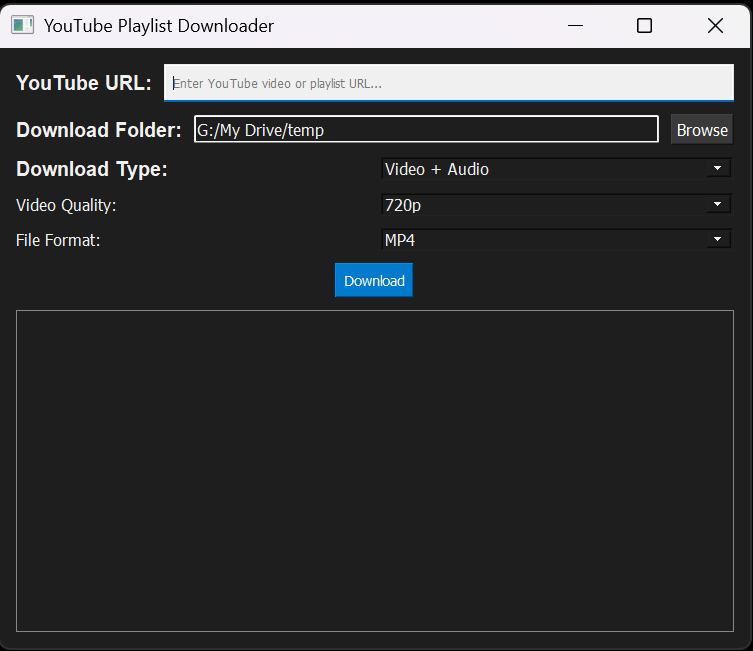 YouTube Playlist Downloader
YouTube URL: Enter YouTube video or playlist URL...
Download Folder: G:/My Drive/temp Browse
Download Type: Video + Audio
Video Quality: 720p
File Format: MP4
Download